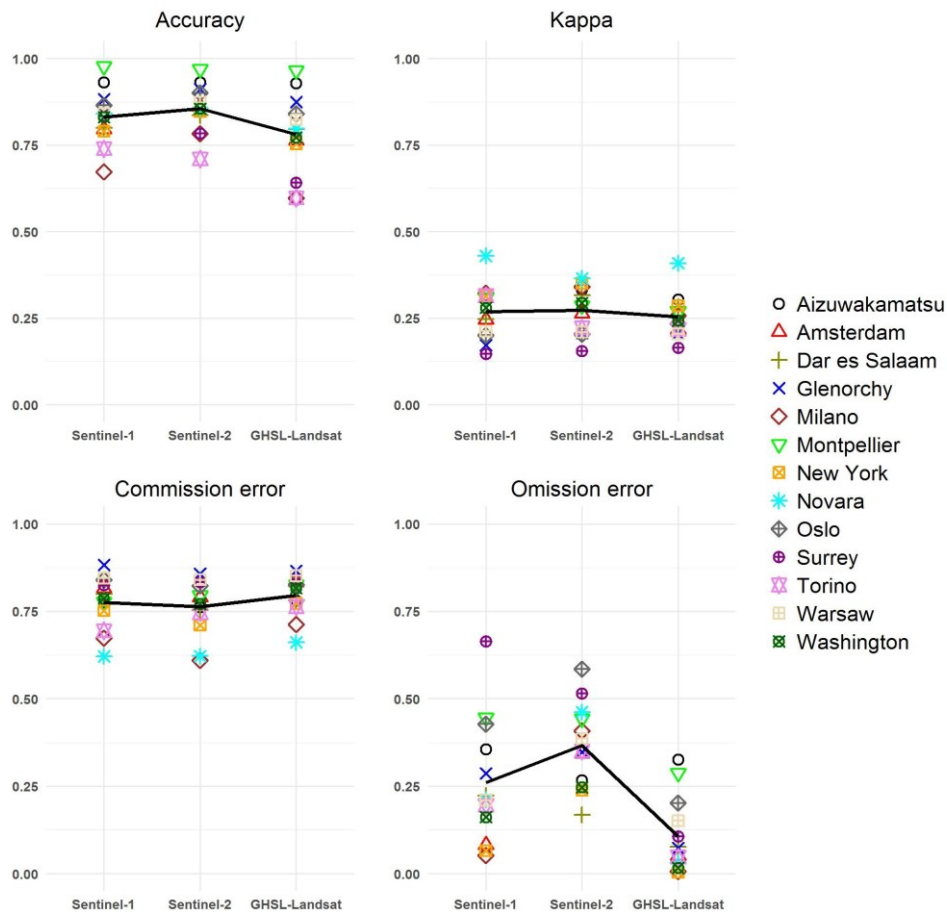 Accuracy
1.00
0.75
0.50
0.25
0.00
Sentinel-1 Sentinel-2 GHSL-Landsat
Kappa
1.00
0.75
0.50
0.25
0.00
Sentinel-1 Sentinel-2 GHSL-Landsat
Commission error
1.00
0.75
0.50
0.25
0.00
Sentinel-1 Sentinel-2 GHSL-Landsat
Omission error
1.00
0.75
0.50
0.25
0.00
Sentinel-1 Sentinel-2 GHSL-Landsat
Aizuwakamatsu
Amsterdam
Dar es Salaam
Glenorchy
Milano
Montpellier
New York
Novara
Oslo
Surrey
Torino
Warsaw
Washington